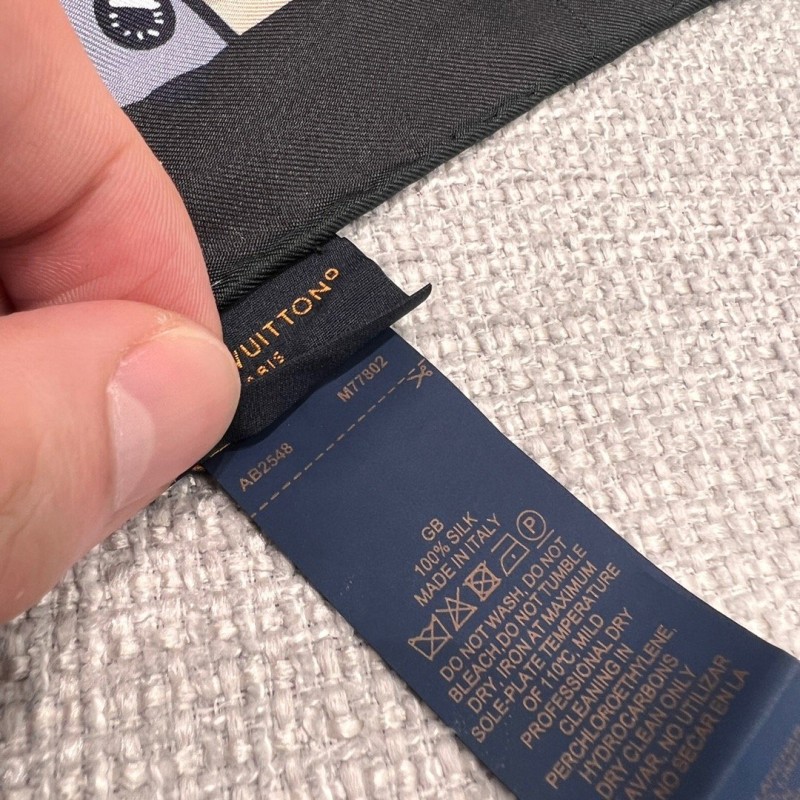 VUITTON
ARIS
M77802
AB2548
GB
100% SILK
MADE IN ITALY
P
DO NOT WASH, DO NOT
BLEACH, DO NOT TUMBLE
DRY, IRON AT MAXIMUM
SOLE-PLATE TEMPERATURE
OF 110°C, MILD
PROFESSIONAL DRY
CLEANING IN
PERCHLOROETHYLENE,
HYDROCARBONS
DRY CLEAN ONLY
AVAR, NO UTILIZAR
NO SECAR EN LA